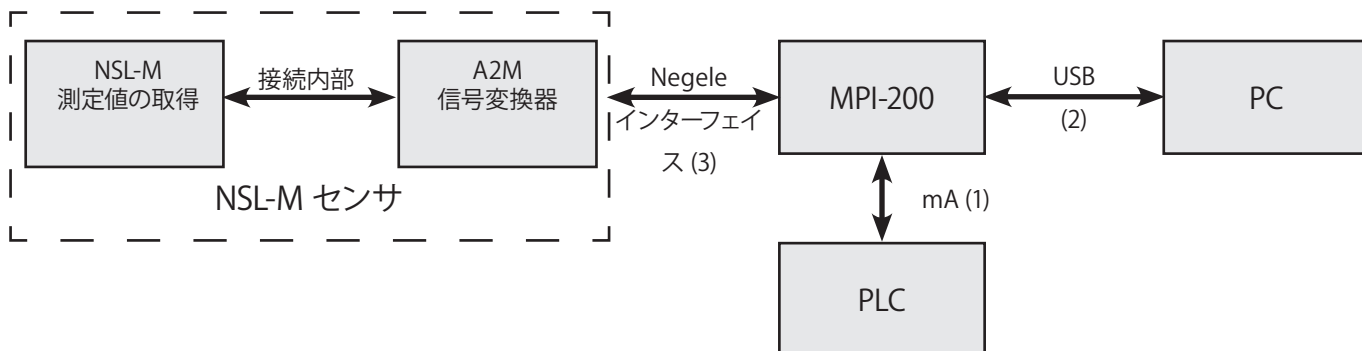 NSL-M
測定値の取得
接続内部
A2M
信号変換器
NSL-M センサ
Negele
インターフェイ
ス (3)
MPI-200
USB
(2)
PC
mA (1)
PLC